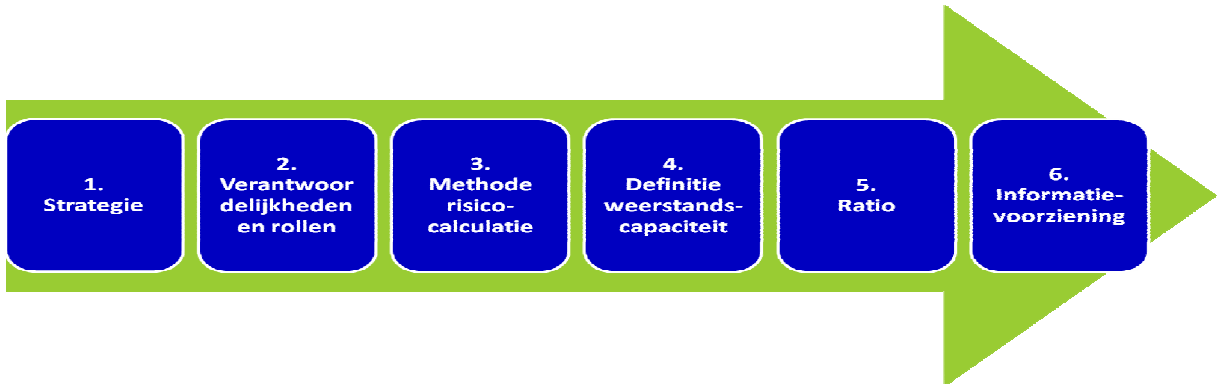 1.
Strategie
2.
Verantwoor
delijkheden
en rollen
3.
Methode
risico-
calculatie
4.
Definitie
weerstands-
capaciteit
5.
Ratio
6.
Informatie-
voorziening